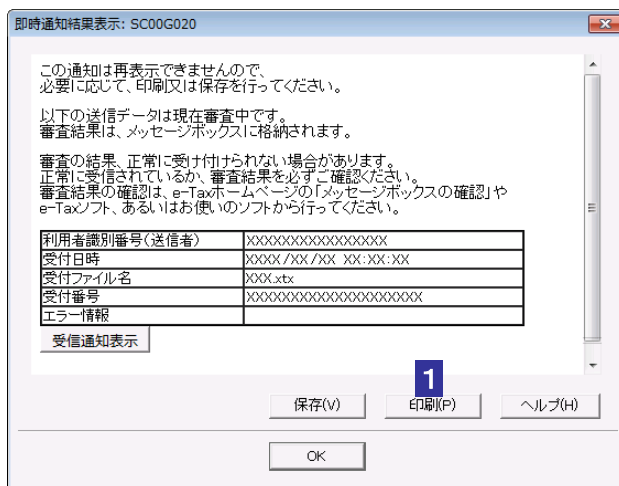 即時通知結果表示: SC00G020
この通知は再表示できませんので、
必要に応じて、印刷又は保存を行ってください。
以下の送信データは現在審査中です。
審査結果は、メッセージボックスに格納されます。
審査の結果、正常に受け付けられない場合があります。
正常に受信されているか、審査結果を必ずご確認ください。
審査結果の確認は、e-Taxホームページの「メッセージボックスの確認」や
e-Taxソフト、あるいはお使いのソフトから行ってください。
利用者識別番号(送信者) XXXXXXXXXXXXXXXX
受付日時 XXXX/XX/XX XX:XX:XX
受付ファイル名 XXX.xtx
受付番号 XXXXXXXXXXXXXXXXXXXX
エラー情報
受信通知表示
1
保存(V) 印刷(P) ヘルプ(H)
OK